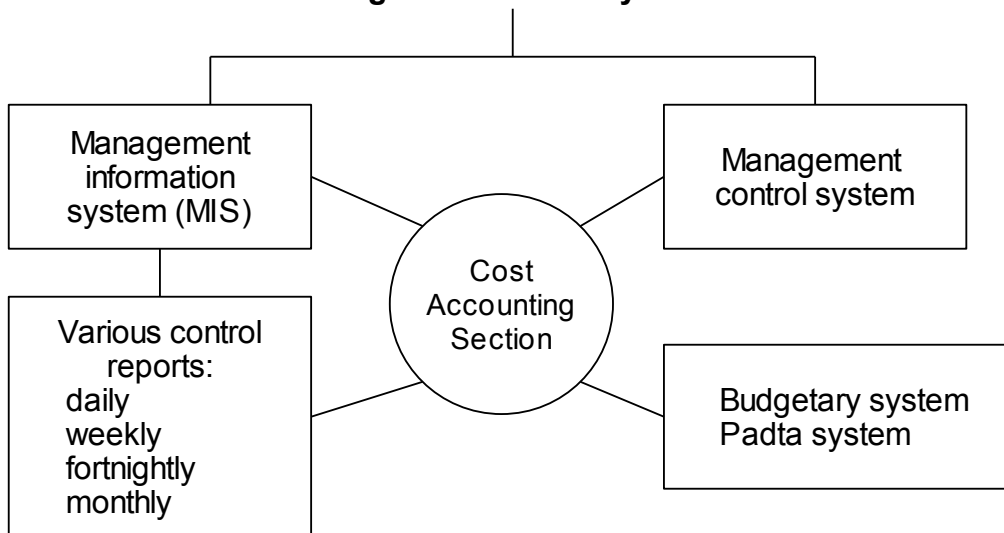 Management
information
system (MIS)
Management
control system
Cost
Accounting
Section
Various control
reports:
daily
weekly
fortnightly
monthly
Budgetary system
Padta system